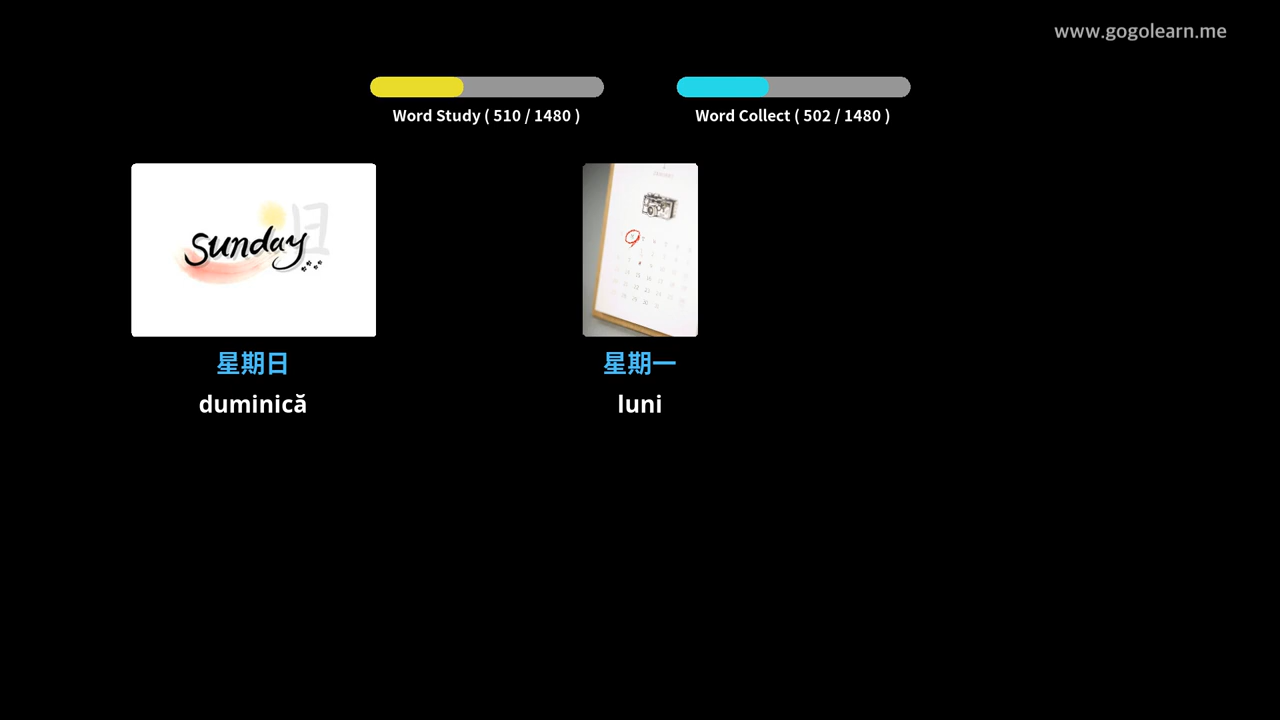 www.gogolearn.me
Word Study ( 510 / 1480 )
Word Collect ( 502 / 1480 )
日
Sunday
星期日
星期一
duminică
luni